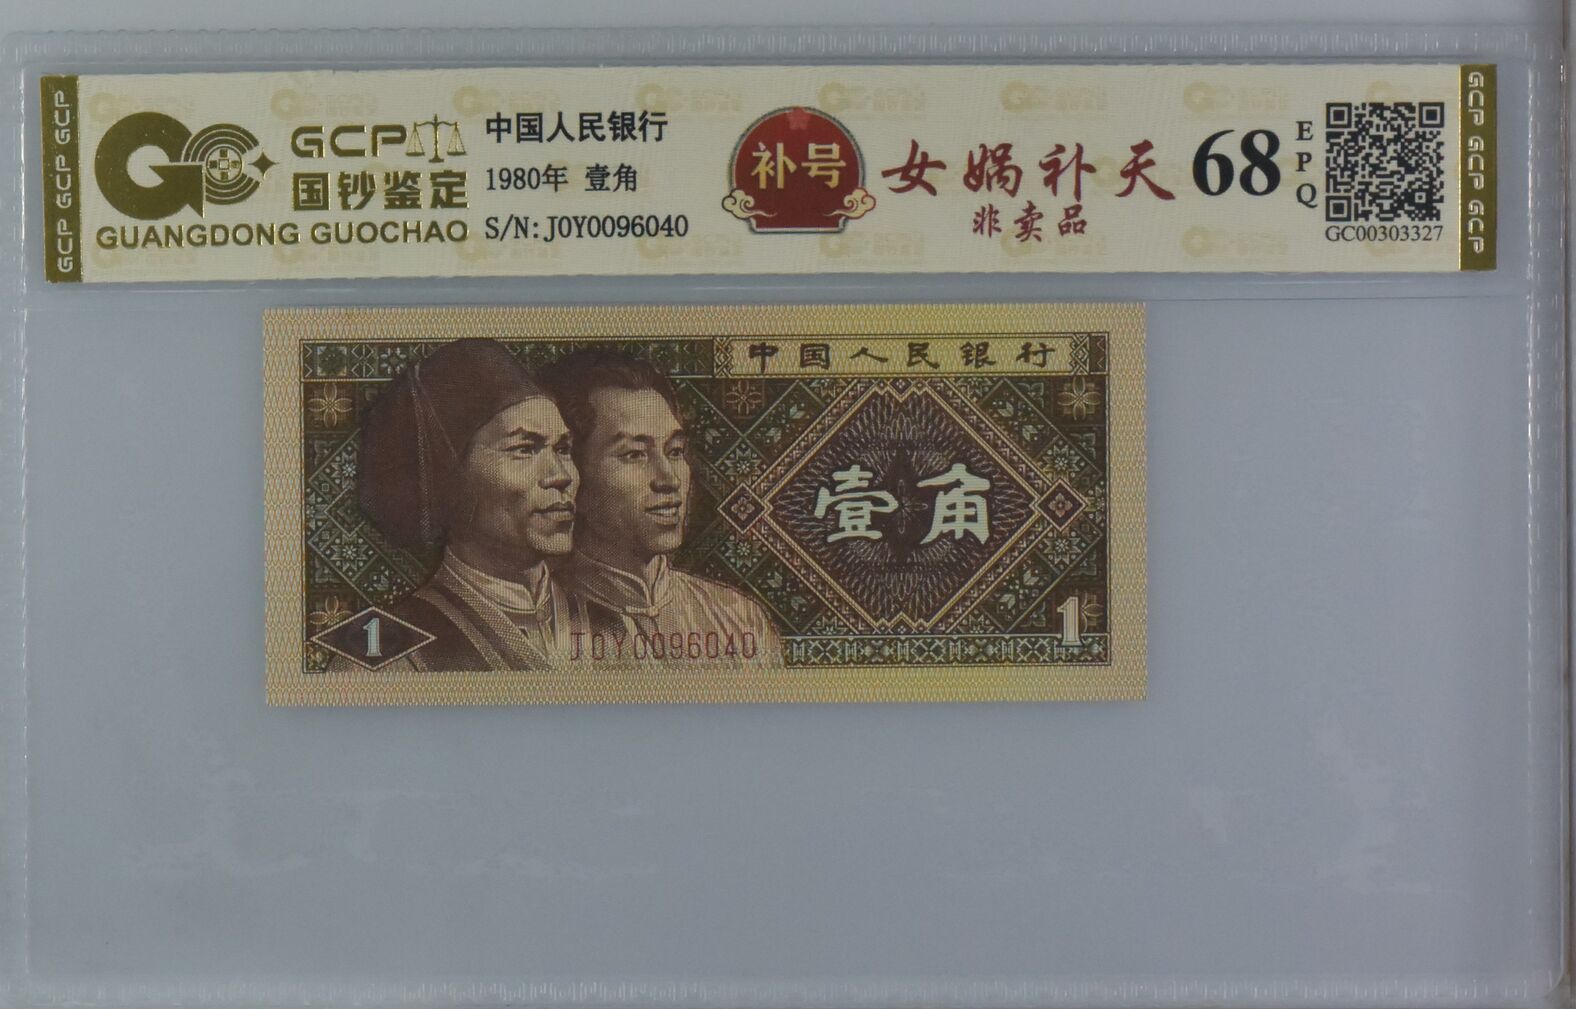 GCP GCP GCP
GCP
国钞鉴定
GUANGDONG GUOCHAO
中国人民银行
1980年 壹角
S/N: J0Y0096040
补号
女娲补天
非卖品
68
EPQ
GC00303327
GCP GCP GCP
中国人民银行
壹角
1
J0Y0096040
1